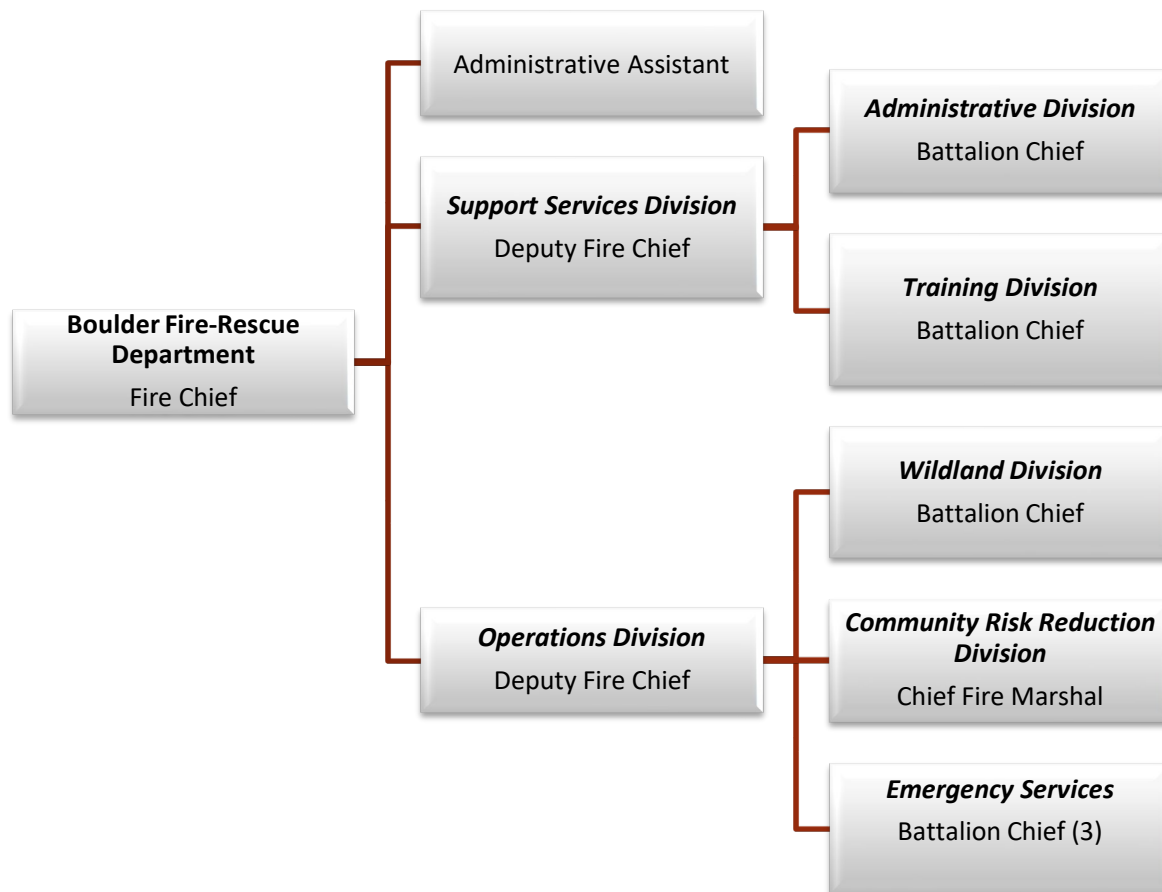 Administrative Assistant
Administrative Division
Battalion Chief
Support Services Division
Deputy Fire Chief
Training Division
Battalion Chief
Boulder Fire-Rescue
Department
Fire Chief
Wildland Division
Battalion Chief
Operations Division
Deputy Fire Chief
Community Risk Reduction
Division
Chief Fire Marshal
Emergency Services
Battalion Chief (3)